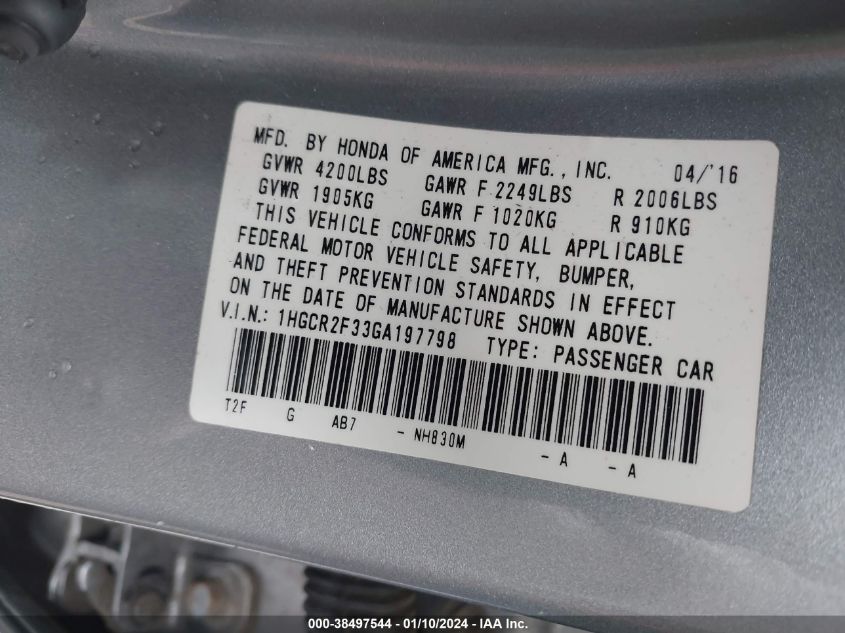 MFD. BY HONDA OF AMERICA MFG., INC. 04/'16
GVWR 4200LBS GAWR F 2249LBS R 2006LBS
GVWR 1905KG GAWR F 1020KG R 910KG
THIS VEHICLE CONFORMS TO ALL APPLICABLE
FEDERAL MOTOR VEHICLE SAFETY, BUMPER,
AND THEFT PREVENTION STANDARDS IN EFFECT
ON THE DATE OF MANUFACTURE SHOWN ABOVE.
V.I.N.: 1HGCR2F33GA197798 TYPE: PASSENGER CAR
T2F G AB7 - NH830M - A - A
000-38497544 - 01/10/2024 - IAA Inc.